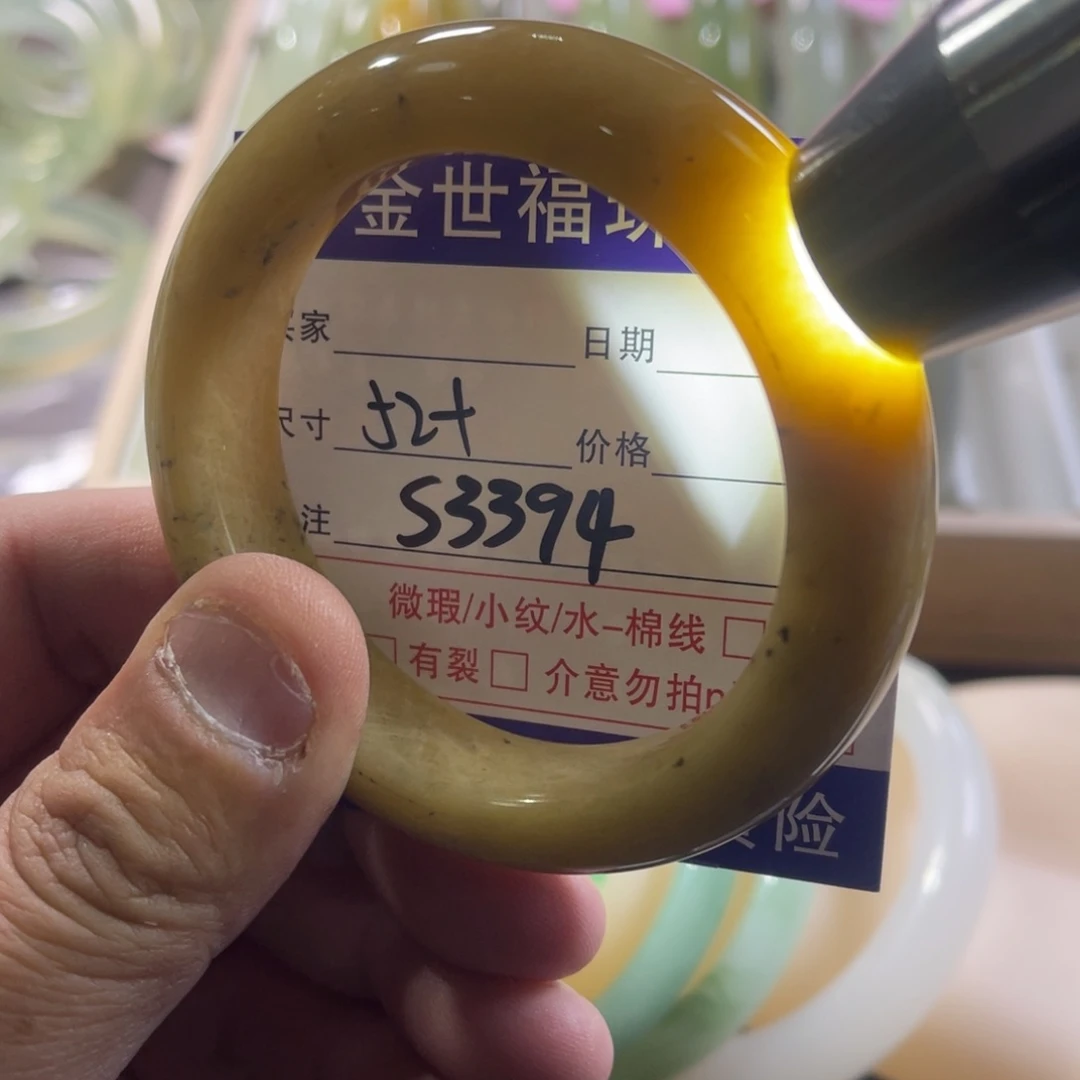 金世福
家 日期
尺寸 52+ 价格
注 S3394
微瑕/小纹/水-棉线 □
□ 有裂 □ 介意勿拍
险